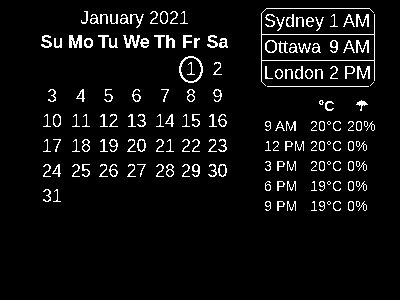 January 2021
Su Mo Tu We Th Fr Sa
1 2
3 4 5 6 7 8 9
10 11 12 13 14 15 16
17 18 19 20 21 22 23
24 25 26 27 28 29 30
31
Sydney 1 AM
Ottawa 9 AM
London 2 PM
°C ☂
9 AM 20°C 20%
12 PM 20°C 0%
3 PM 20°C 0%
6 PM 19°C 0%
9 PM 19°C 0%